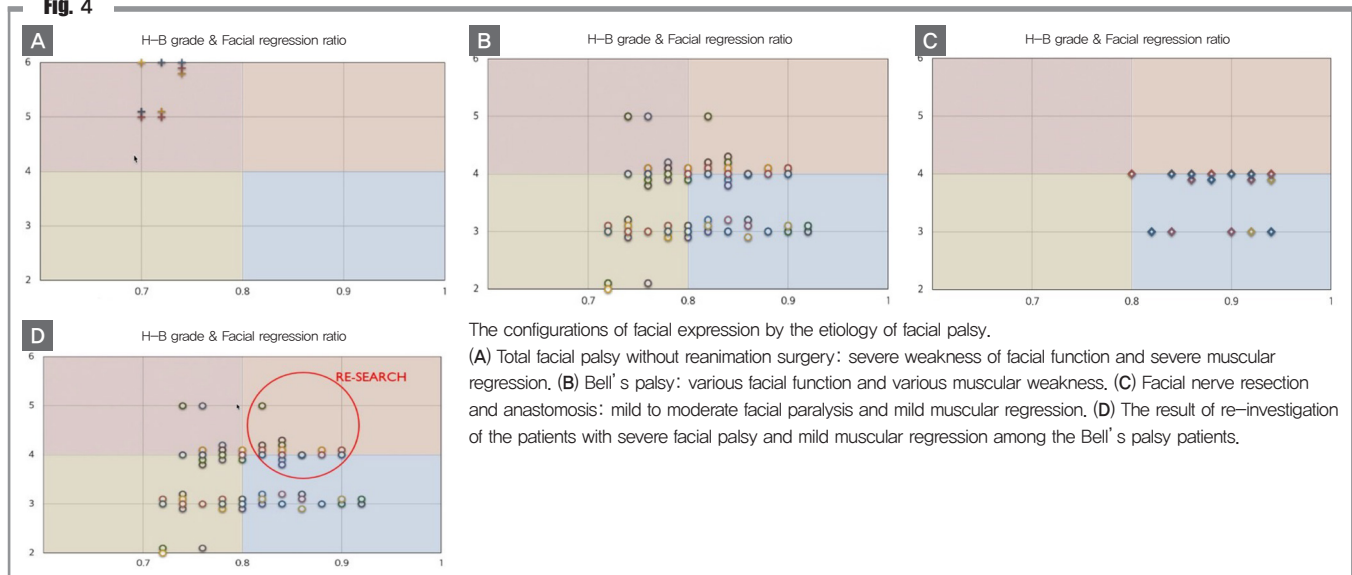 Fig. 4
A
H-B grade & Facial regression ratio
6
5
4
3
2
0.7
0.8
0.9
1
B
H-B grade & Facial regression ratio
6
5
4
3
2
0.7
0.8
0.9
1
C
H-B grade & Facial regression ratio
6
5
4
3
2
0.7
0.8
0.9
1
D
H-B grade & Facial regression ratio
RE-SEARCH
6
5
4
3
2
0.7
0.8
0.9
1
The configurations of facial expression by the etiology of facial palsy.
(A) Total facial palsy without reanimation surgery: severe weakness of facial function and severe muscular
regression. (B) Bell's palsy: various facial function and various muscular weakness. (C) Facial nerve resection
and anastomosis: mild to moderate facial paralysis and mild muscular regression. (D) The result of re-investigation
of the patients with severe facial palsy and mild muscular regression among the Bell's palsy patients.